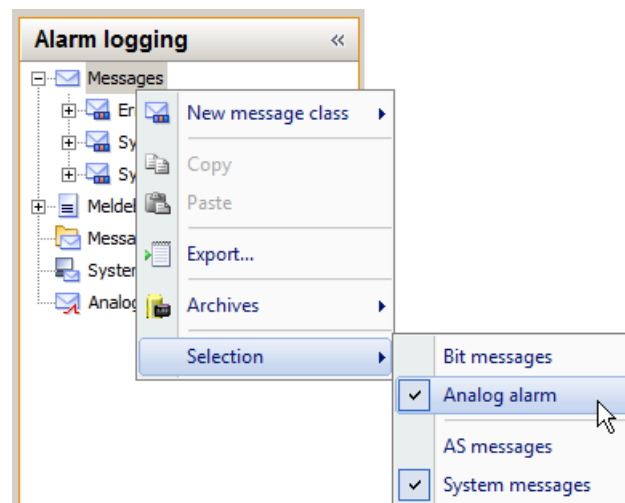 Alarm logging «
Messages
Er
New message class
Sy
Sy
Copy
Meldel
Paste
Messa
Export...
System
Analog
Archives
Selection
Bit messages
Analog alarm
AS messages
System messages